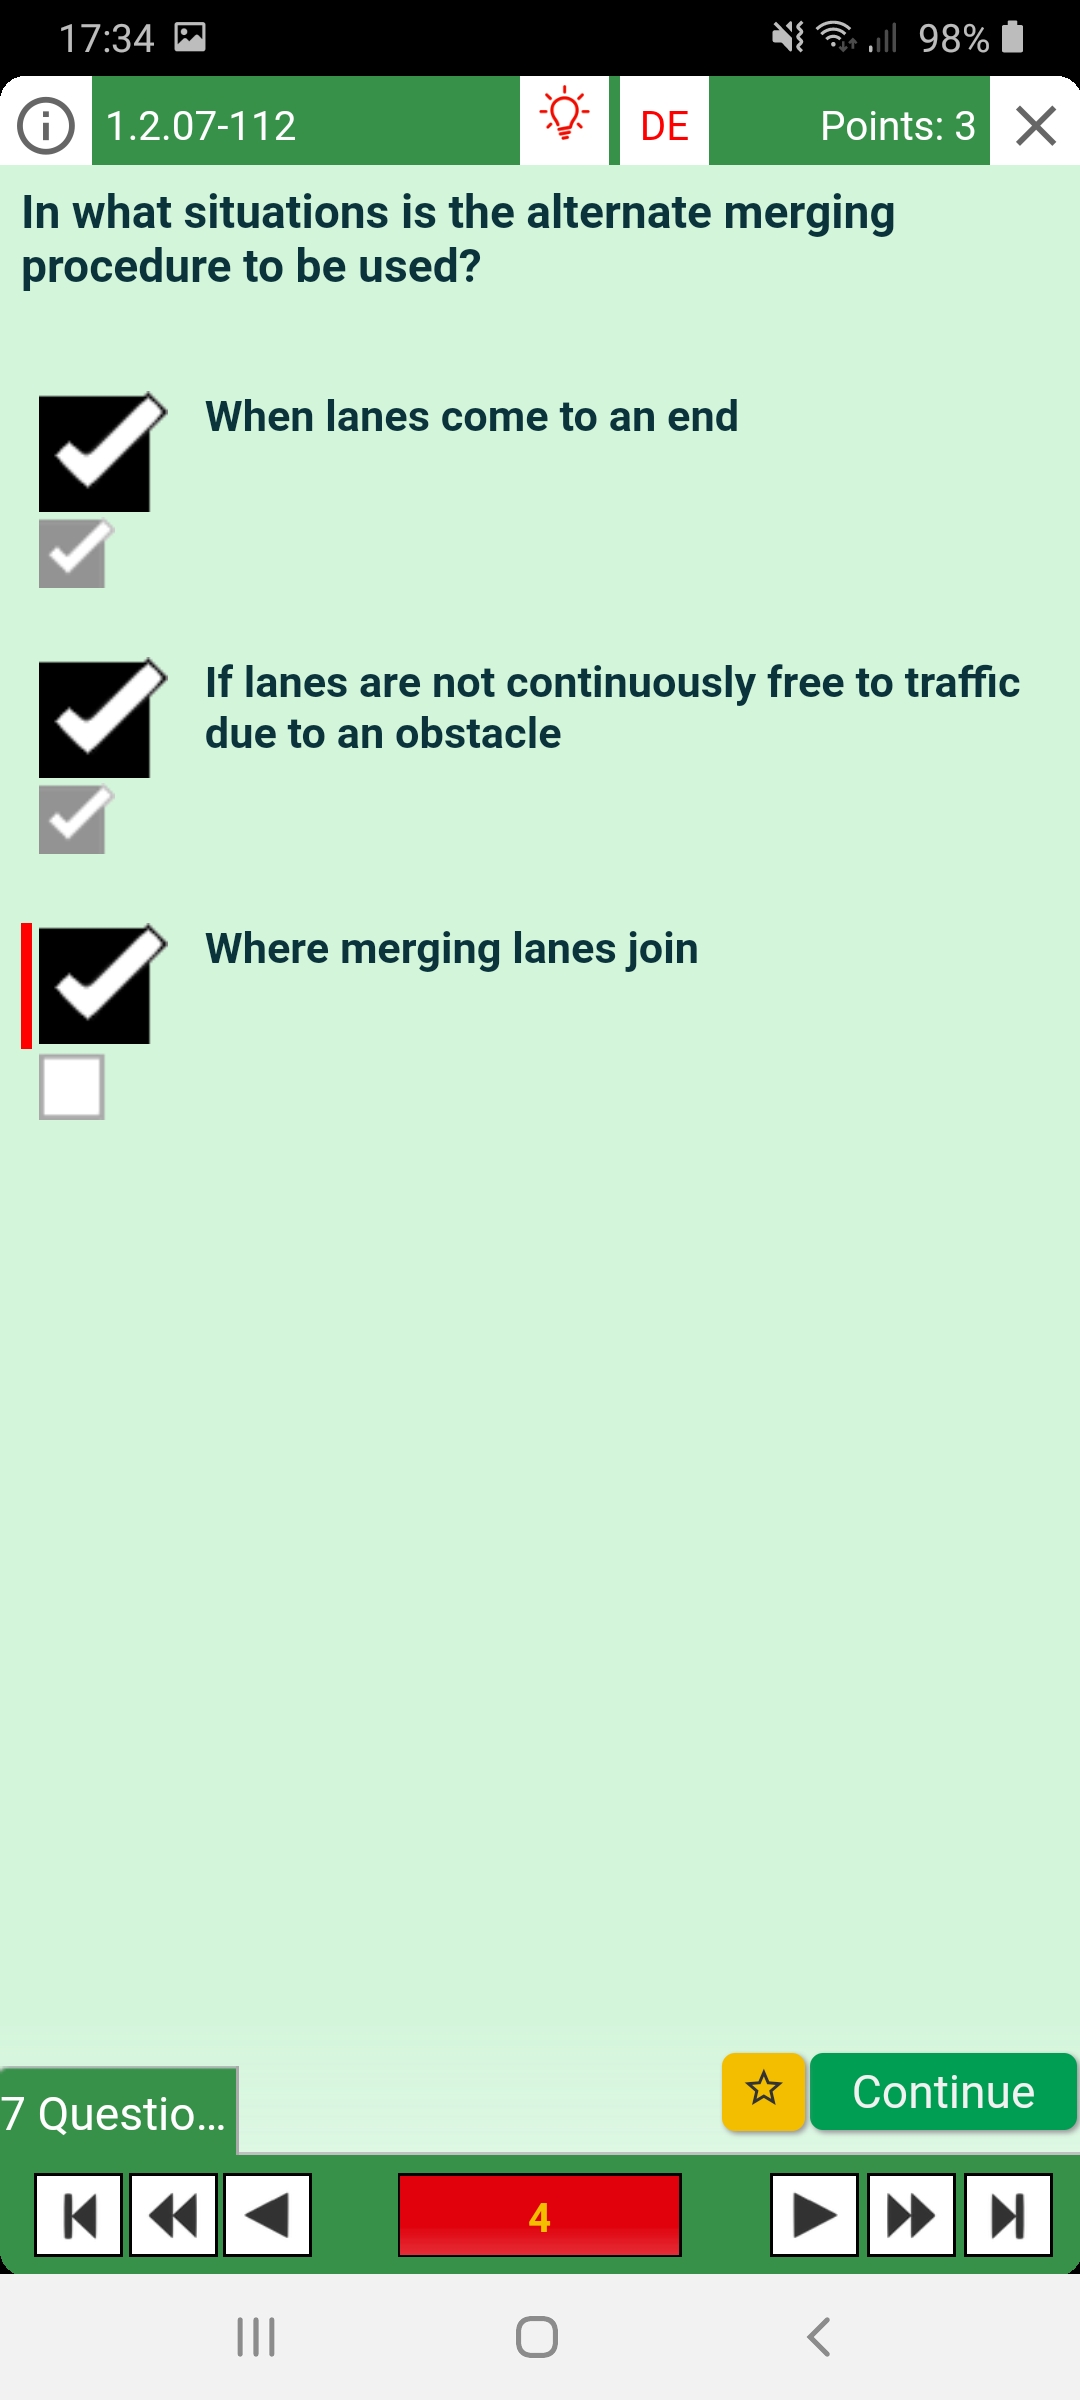 17:34
98%
1.2.07-112
DE
Points: 3
In what situations is the alternate merging
procedure to be used?
When lanes come to an end
If lanes are not continuously free to traffic
due to an obstacle
Where merging lanes join
7 Questio...
Continue
4